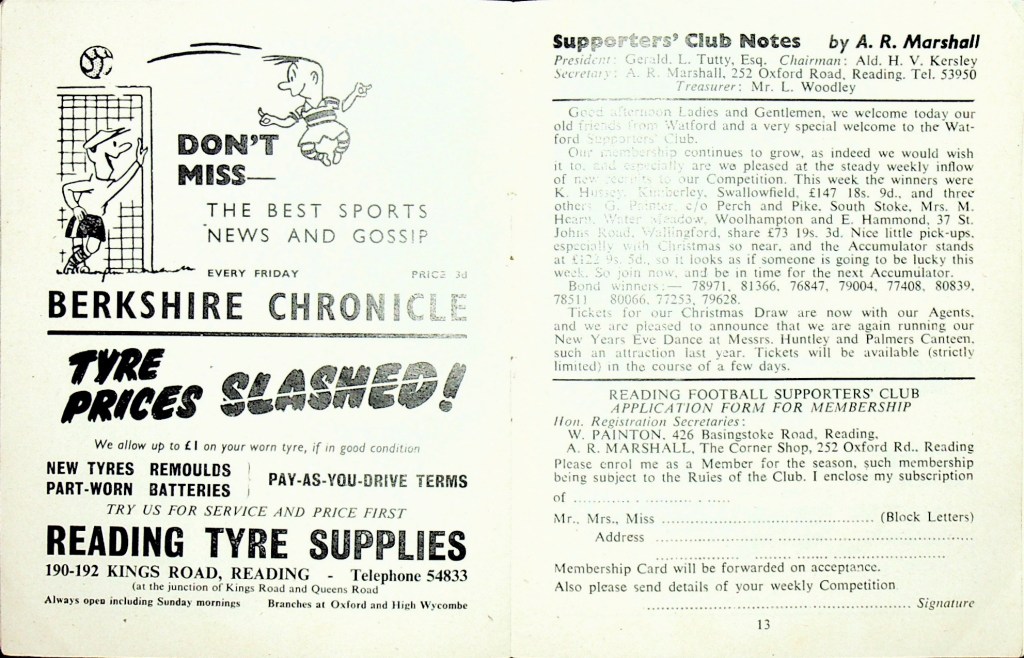 DON'T
MISS—
THE BEST SPORTS
NEWS AND GOSSIP
EVERY FRIDAY PRICE 3d
BERKSHIRE CHRONICLE
TYRE
PRICES SLASHED!
We allow up to £1 on your worn tyre, if in good condition
NEW TYRES REMOULDS
PART-WORN BATTERIES
PAY-AS-YOU-DRIVE TERMS
TRY US FOR SERVICE AND PRICE FIRST
READING TYRE SUPPLIES
190-192 KINGS ROAD, READING - Telephone 54833
(at the junction of Kings Road and Queens Road
Always open including Sunday mornings Branches at Oxford and High Wycombe
Supporters' Club Notes by A. R. Marshall
President: Gerald. L. Tutty, Esq. Chairman: Ald. H. V. Kersley
Secretary: A. R. Marshall, 252 Oxford Road, Reading. Tel. 53950
Treasurer: Mr. L. Woodley
Good afternoon Ladies and Gentlemen, we welcome today our
old friends from Watford and a very special welcome to the Wat-
ford Supporters' Club.
Our membership continues to grow, as indeed we would wish
it to, and especially are we pleased at the steady weekly inflow
of new recruits to our Competition. This week the winners were
K. Hussey, Kimberley, Swallowfield, £147 18s. 9d., and three
others G. Painter, c/o Perch and Pike, South Stoke, Mrs. M.
Hearn, Water Meadow, Woolhampton and E. Hammond, 37 St.
Johns Road, Wallingford, share £73 19s. 3d. Nice little pick-ups,
especially with Christmas so near, and the Accumulator stands
at £122 9s. 5d., so it looks as if someone is going to be lucky this
week. So join now, and be in time for the next Accumulator.
Bond winners:— 78971, 81366, 76847, 79004, 77408, 80839,
78511 80066, 77253, 79628.
Tickets for our Christmas Draw are now with our Agents,
and we are pleased to announce that we are again running our
New Years Eve Dance at Messrs. Huntley and Palmers Canteen,
such an attraction last year. Tickets will be available (strictly
limited) in the course of a few days.
READING FOOTBALL SUPPORTERS' CLUB
APPLICATION FORM FOR MEMBERSHIP
Hon. Registration Secretaries:
W. PAINTON, 426 Basingstoke Road, Reading,
A. R. MARSHALL, The Corner Shop, 252 Oxford Rd., Reading
Please enrol me as a Member for the season, such membership
being subject to the Rules of the Club. I enclose my subscription
of ..............................
Mr., Mrs., Miss .............................................. (Block Letters)
Address ..............................................................
..............................................................
Membership Card will be forwarded on acceptance.
Also please send details of your weekly Competition
.............................................................. Signature
13